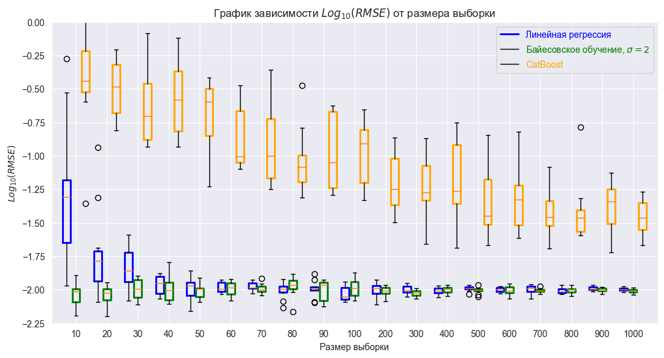 График зависимости Log10(RMSE) от размера выборки
Линейная регрессия
Байесовское обучение, σ = 2
CatBoost
Log10(RMSE)
0.00
−0.25
−0.50
−0.75
−1.00
−1.25
−1.50
−1.75
−2.00
−2.25
10 20 30 40 50 60 70 80 90 100 200 300 400 500 600 700 800 900 1000
Размер выборки